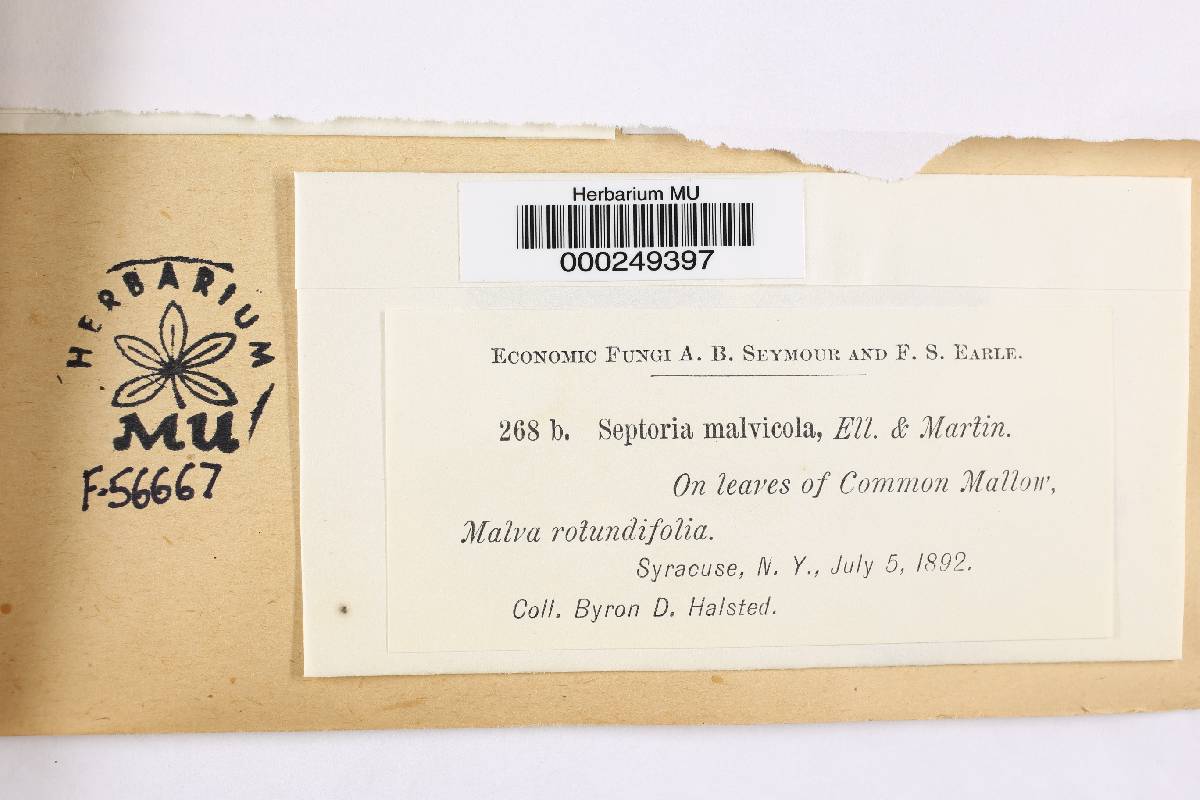 Herbarium MU
000249397
HERBARIUM
MU
F-56667
Economic Fungi A. B. Seymour and F. S. Earle.
268 b. Septoria malvicola, Ell. & Martin.
On leaves of Common Mallow,
Malva rotundifolia.
Syracuse, N. Y., July 5, 1892.
Coll. Byron D. Halsted.